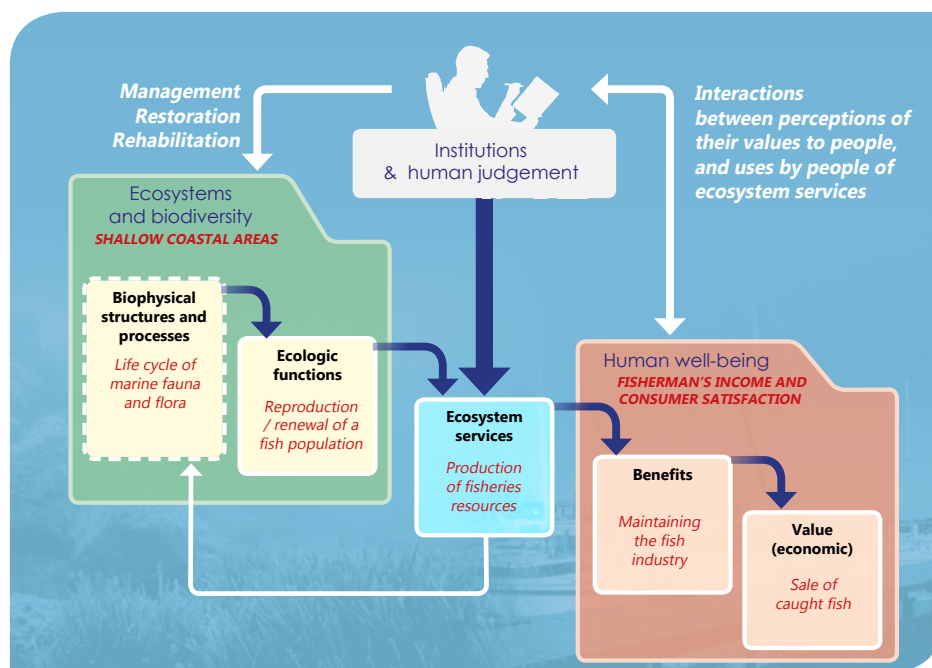 Management
Restoration
Rehabilitation
Institutions
& human judgement
Interactions
between perceptions of
their values to people,
and uses by people of
ecosystem services
Ecosystems
and biodiversity
SHALLOW COASTAL AREAS
Biophysical
structures and
processes
Life cycle of
marine fauna
and flora
Ecologic
functions
Reproduction
/ renewal of a
fish population
Ecosystem
services
Production
of fisheries
resources
Human well-being
FISHERMAN'S INCOME AND
CONSUMER SATISFACTION
Benefits
Maintaining
the fish
industry
Value
(economic)
Sale of
caught fish